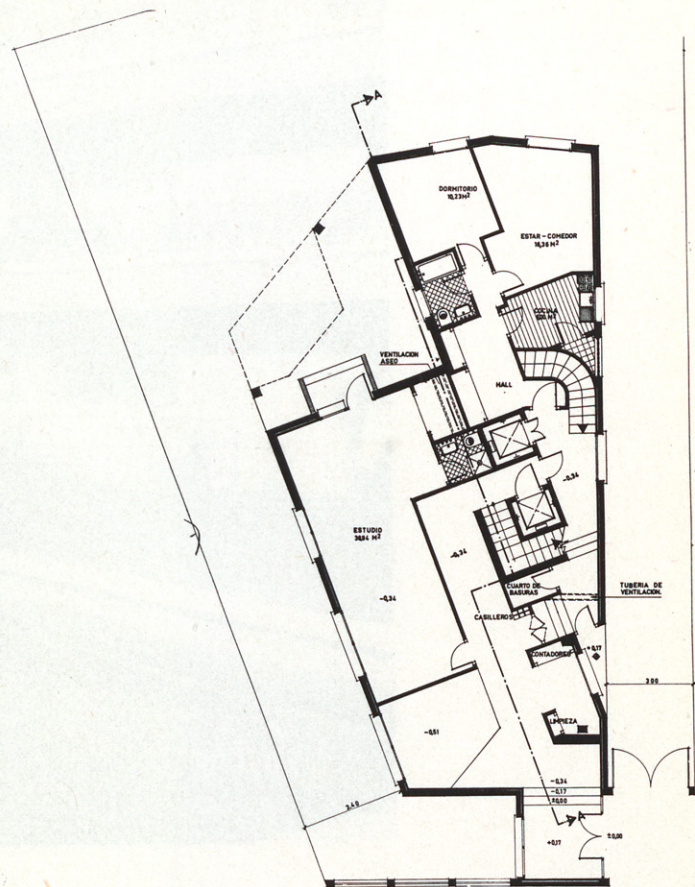 A
DORMITORIO
10,23 M²
ESTAR - COMEDOR
16,36 M²
COCINA
VENTILACION
ASEO
HALL
-0,34
ESTUDIO
-0,34
-0,34
CUARTO DE
BASURAS
TUBERIA DE
VENTILACION.
CASILLEROS
CONTADORES
+0,17
300
LIMPIEZA
-0,51
-0,34
-0,17
±0,00
340
A
+0,17
±0,00